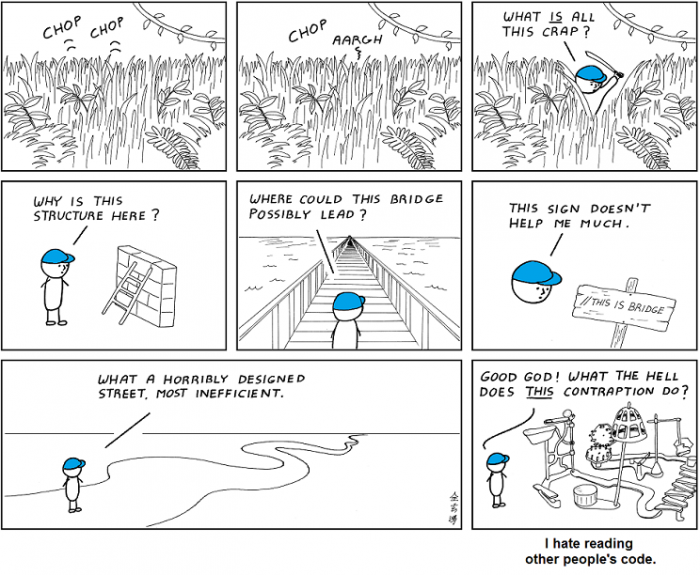 CHOP
CHOP
CHOP
AARGH
WHAT IS ALL
THIS CRAP?
WHY IS THIS
STRUCTURE HERE?
WHERE COULD THIS BRIDGE
POSSIBLY LEAD?
THIS SIGN DOESN'T
HELP ME MUCH.
//THIS IS BRIDGE
WHAT A HORRIBLY DESIGNED
STREET, MOST INEFFICIENT.
GOOD GOD! WHAT THE HELL
DOES THIS CONTRAPTION DO?
I hate reading
other people's code.